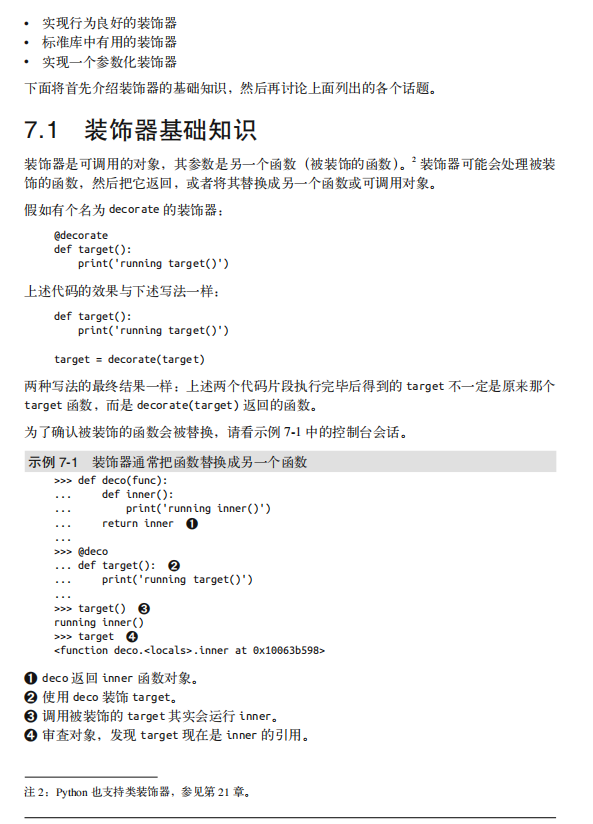 • 实现行为良好的装饰器
• 标准库中有用的装饰器
• 实现一个参数化装饰器
下面将首先介绍装饰器的基础知识，然后再讨论上面列出的各个话题。
7.1 装饰器基础知识
装饰器是可调用的对象，其参数是另一个函数（被装饰的函数）。2 装饰器可能会处理被装
饰的函数，然后把它返回，或者将其替换成另一个函数或可调用对象。
假如有个名为 decorate 的装饰器：
@decorate
def target():
    print('running target()')
上述代码的效果与下述写法一样：
def target():
    print('running target()')
target = decorate(target)
两种写法的最终结果一样：上述两个代码片段执行完毕后得到的 target 不一定是原来那个
target 函数，而是 decorate(target) 返回的函数。
为了确认被装饰的函数会被替换，请看示例 7-1 中的控制台会话。
示例 7-1 装饰器通常把函数替换成另一个函数
>>> def deco(func):
...     def inner():
...         print('running inner()')
...     return inner ❶
...
>>> @deco
... def target(): ❷
...     print('running target()')
...
>>> target() ❸
running inner()
>>> target ❹
<function deco.<locals>.inner at 0x10063b598>
❶ deco 返回 inner 函数对象。
❷ 使用 deco 装饰 target。
❸ 调用被装饰的 target 其实会运行 inner。
❹ 审查对象，发现 target 现在是 inner 的引用。
注 2：Python 也支持类装饰器，参见第 21 章。